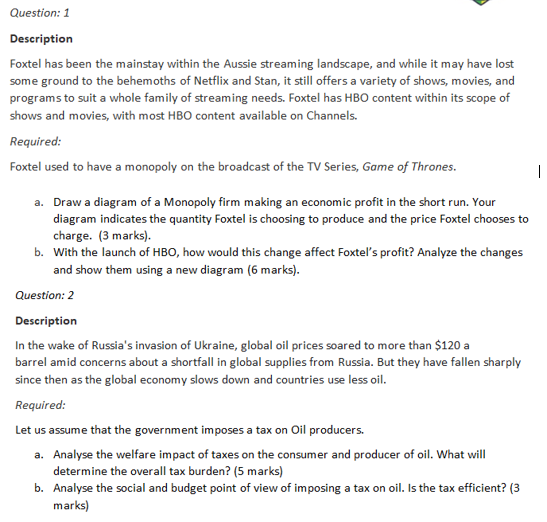 Question: 1
Description
Foxtel has been the mainstay within the Aussie streaming landscape, and while it may have lost
some ground to the behemoths of Netflix and Stan, it still offers a variety of shows, movies, and
programs to suit a whole family of streaming needs. Foxtel has HBO content within its scope of
shows and movies, with most HBO content available on Channels.
Required:
Foxtel used to have a monopoly on the broadcast of the TV Series, Game of Thrones.
a. Draw a diagram of a Monopoly firm making an economic profit in the short run. Your
diagram indicates the quantity Foxtel is choosing to produce and the price Foxtel chooses to
charge. (3 marks).
b. With the launch of HBO, how would this change affect Foxtel's profit? Analyze the changes
and show them using a new diagram (6 marks).
Question: 2
Description
In the wake of Russia's invasion of Ukraine, global oil prices soared to more than $120 a
barrel amid concerns about a shortfall in global supplies from Russia. But they have fallen sharply
since then as the global economy slows down and countries use less oil.
Required:
Let us assume that the government imposes a tax on Oil producers.
a. Analyse the welfare impact of taxes on the consumer and producer of oil. What will
determine the overall tax burden? (5 marks)
b. Analyse the social and budget point of view of imposing a tax on oil. Is the tax efficient? (3
marks)